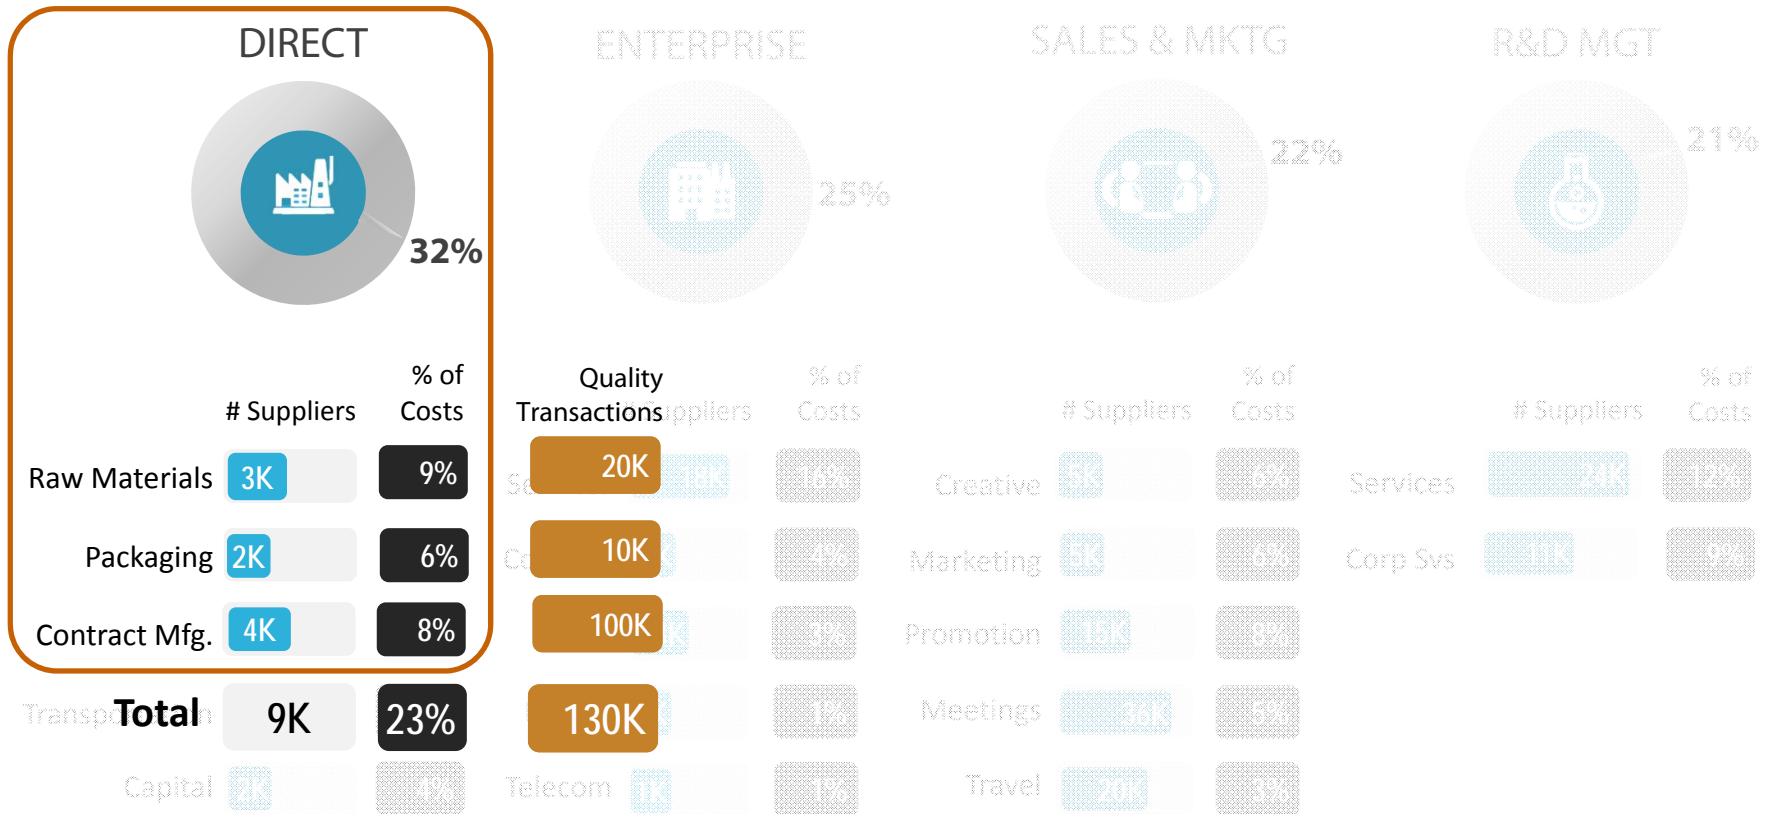 DIRECT
ENTERPRISE
SALES & MKTG
R&D MGT
32%
25%
22%
21%
# Suppliers
% of
Costs
Quality
Transactions
Suppliers
% of
Costs
# Suppliers
% of
Costs
# Suppliers
% of
Costs
Raw Materials 3K 9% 20K
18K 16%
Creative 5K 6%
Services 24K 12%
Packaging 2K 6% 10K
4%
Marketing 5K 6%
Corp Svs 11K 9%
Contract Mfg. 4K 8% 100K
3%
Promotion 15K 8%
Total 9K 23% 130K
1%
Meetings 36K 5%
Capital 2K 4%
Telecom 1K 1%
Travel 20K 3%